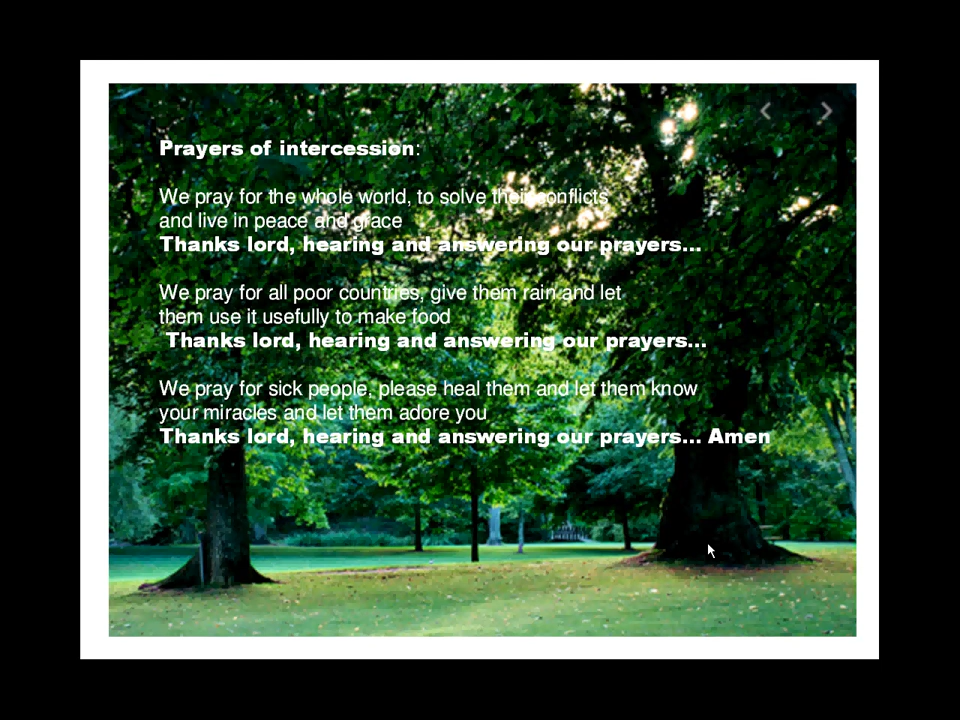 Prayers of intercession:
We pray for the whole world, to solve their conflicts
and live in peace and grace
Thanks lord, hearing and answering our prayers...
We pray for all poor countries, give them rain and let
them use it usefully to make food
Thanks lord, hearing and answering our prayers...
We pray for sick people, please heal them and let them know
your miracles and let them adore you
Thanks lord, hearing and answering our prayers... Amen